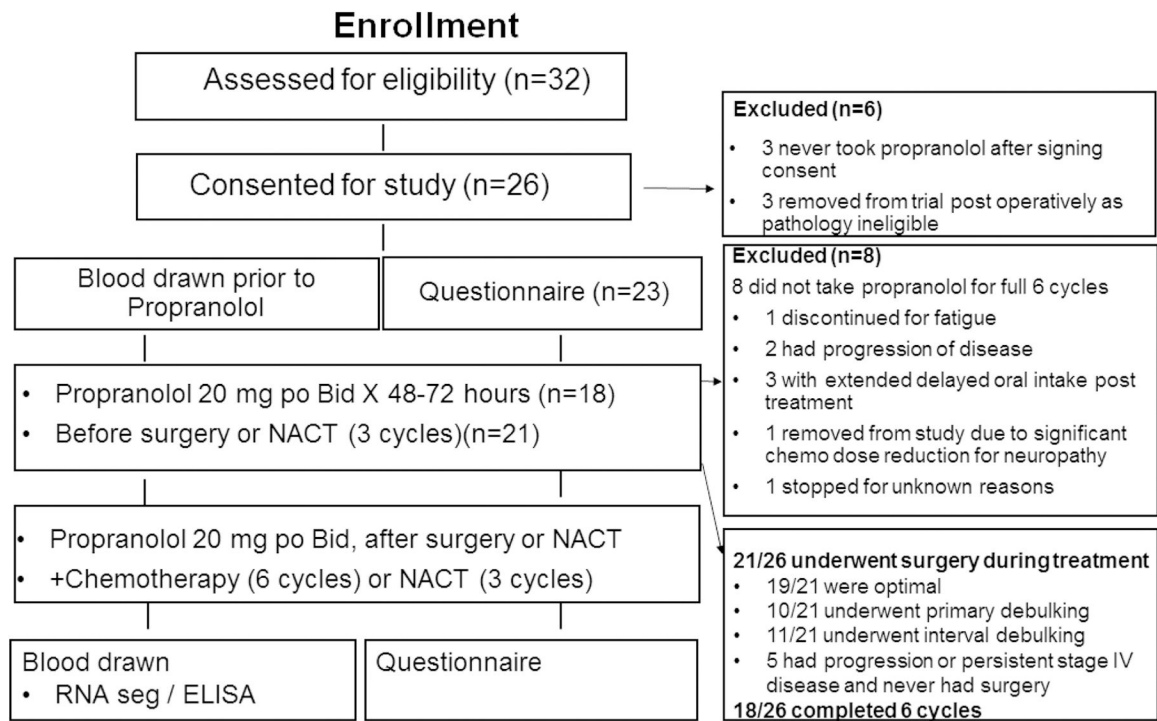 Enrollment
Assessed for eligibility (n=32)
Consented for study (n=26)
Excluded (n=6)
• 3 never took propranolol after signing
consent
• 3 removed from trial post operatively as
pathology ineligible
Blood drawn prior to
Propranolol
Questionnaire (n=23)
Excluded (n=8)
8 did not take propranolol for full 6 cycles
• 1 discontinued for fatigue
• 2 had progression of disease
• 3 with extended delayed oral intake post
treatment
• 1 removed from study due to significant
chemo dose reduction for neuropathy
• 1 stopped for unknown reasons
• Propranolol 20 mg po Bid X 48-72 hours (n=18)
• Before surgery or NACT (3 cycles)(n=21)
• Propranolol 20 mg po Bid, after surgery or NACT
• +Chemotherapy (6 cycles) or NACT (3 cycles)
21/26 underwent surgery during treatment
• 19/21 were optimal
• 10/21 underwent primary debulking
• 11/21 underwent interval debulking
• 5 had progression or persistent stage IV
disease and never had surgery
18/26 completed 6 cycles
Blood drawn
• RNA seg / ELISA
Questionnaire